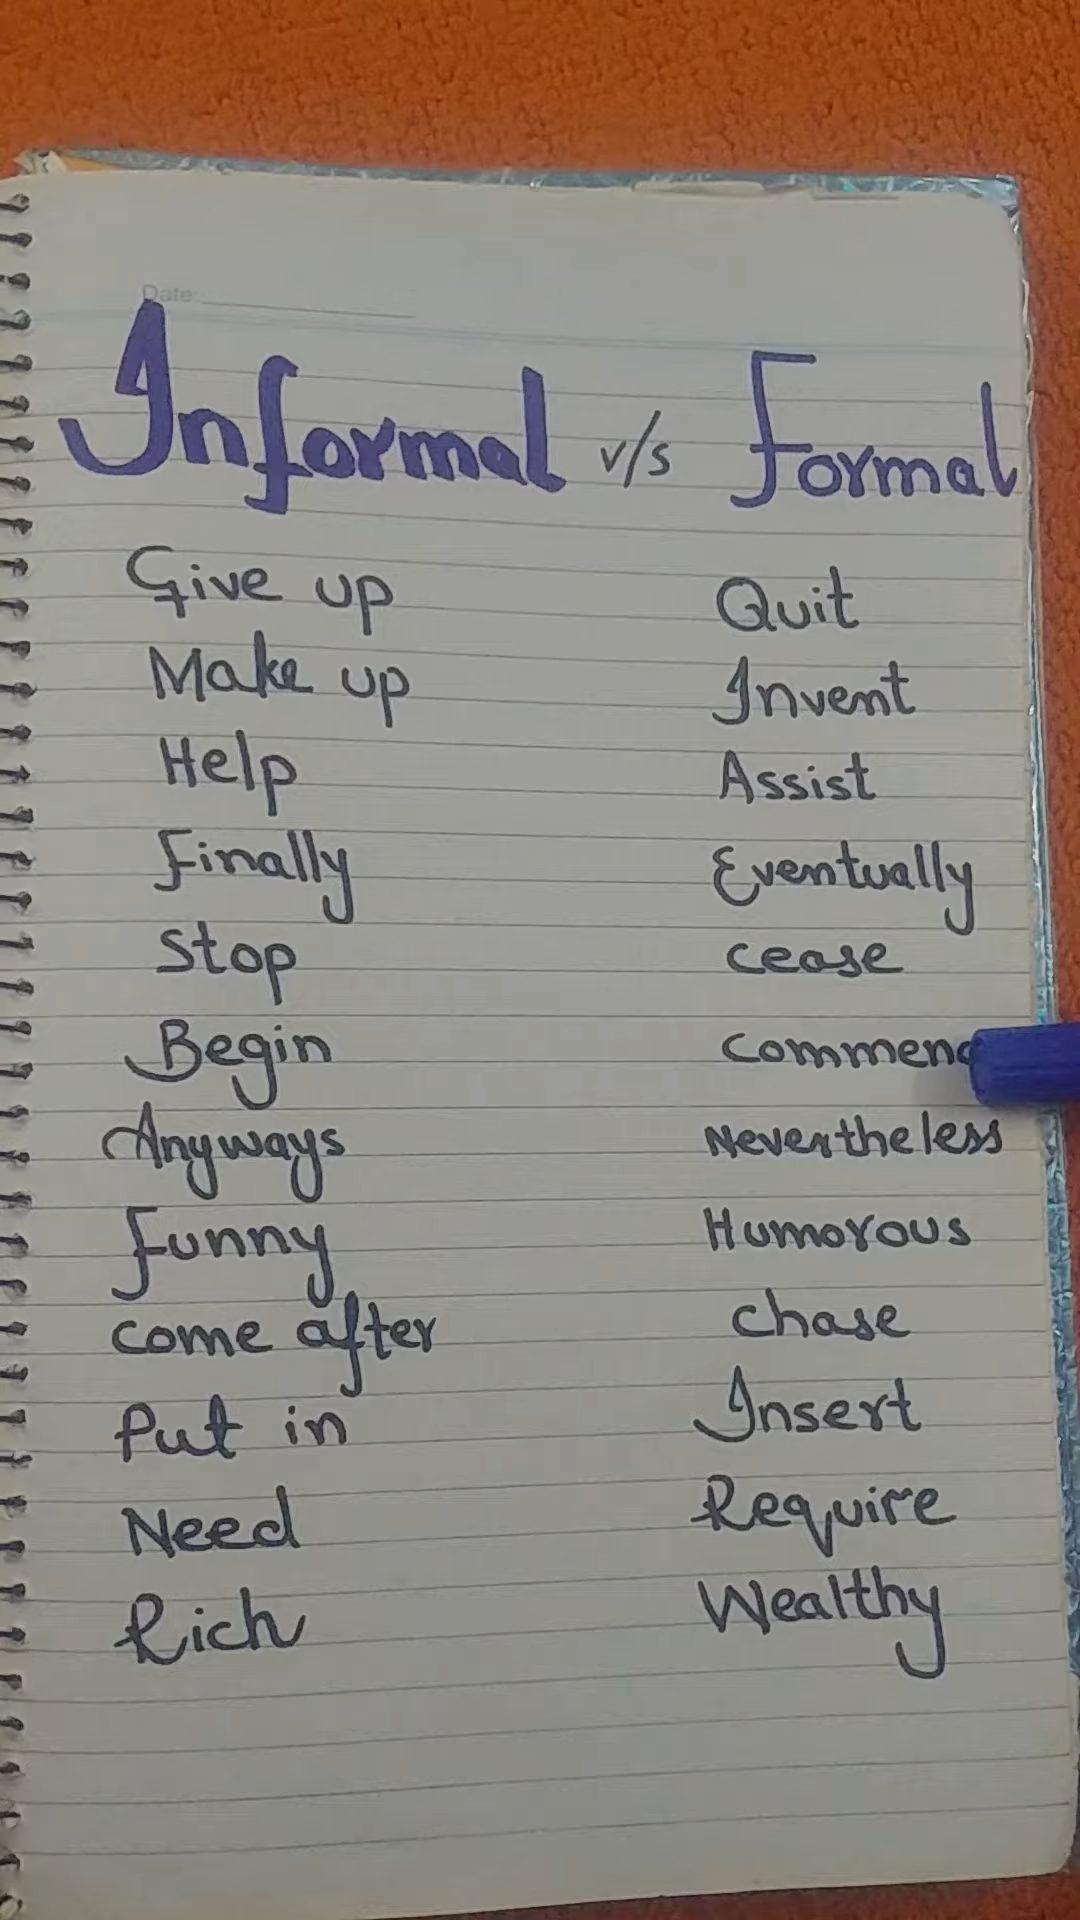 Date:
Informal v/s Formal
Give up Quit
Make up Invent
Help Assist
Finally Eventually
Stop cease
Begin
Anyways Nevertheless
Funny Humorous
come after chase
Put in Insert
Need Require
Rich Wealthy